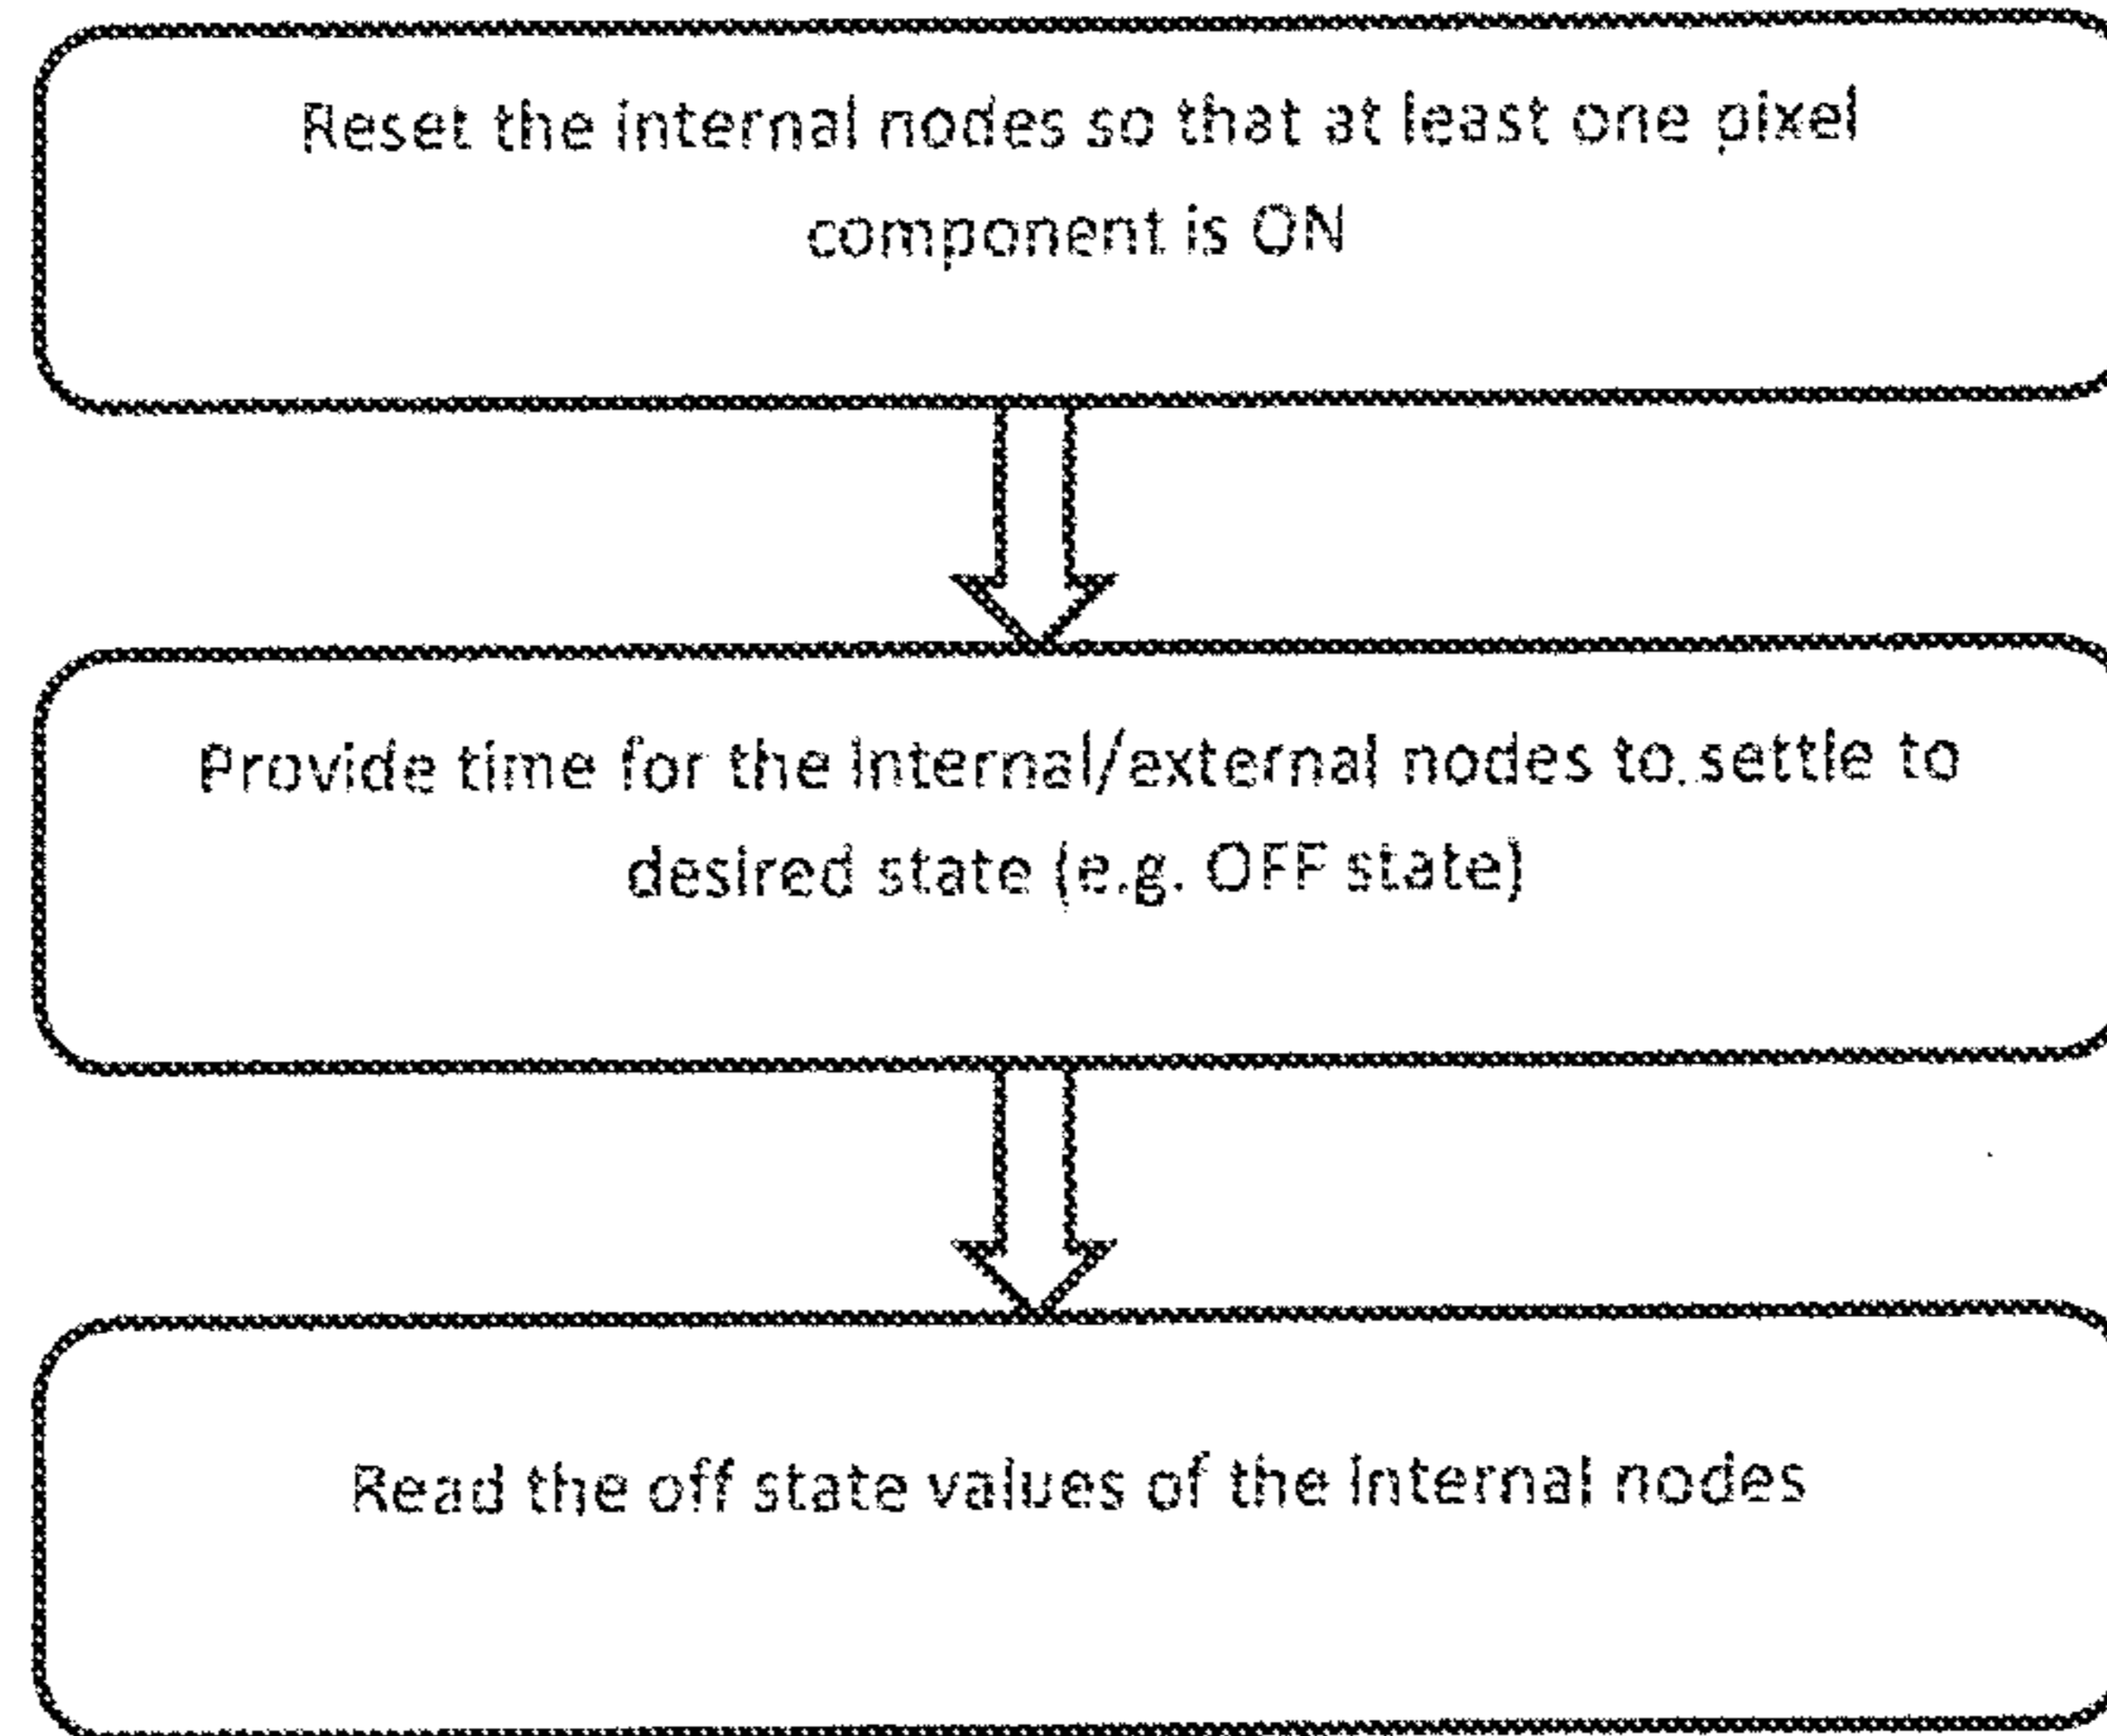 Reset the internal nodes so that at least one pixel
component is ON
Provide time for the internal/external nodes to settle to
desired state (e.g. OFF state)
Read the off state values of the internal nodes